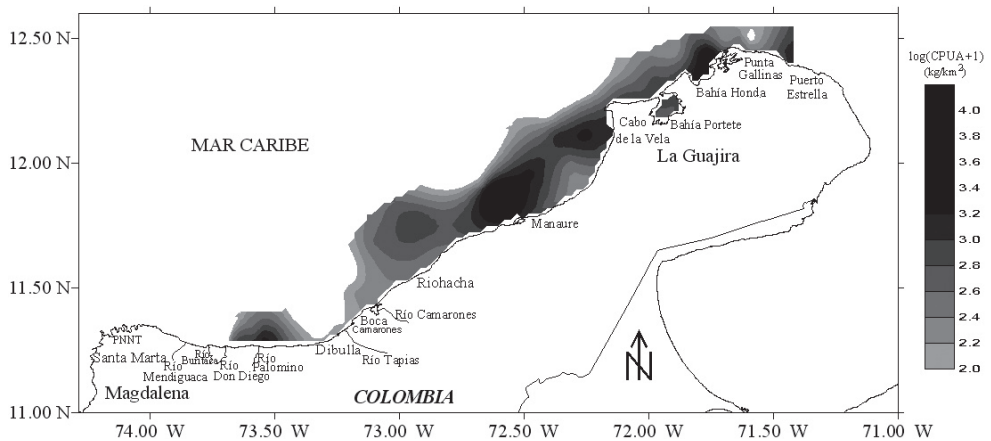 12.50 N
12.00 N
11.50 N
11.00 N
74.00 W
73.50 W
73.00 W
72.50 W
72.00 W
71.50 W
71.00 W
MAR CARIBE
Punta
Gallinas
Puerto
Estrella
Bahía Honda
Cabo
de la Vela
Bahía Portete
La Guajira
Manaure
Riohacha
Río Camarones
Boca
Camarones
Dibulla
Río Tapias
PNNT
Santa Marta
Río
Mendiguaca
Río
Buritaca
Río
Don Diego
Río
Palomino
Magdalena
COLOMBIA
N
log(CPUA+1)
(kg/km²)
4.0
3.8
3.6
3.4
3.2
3.0
2.8
2.6
2.4
2.2
2.0